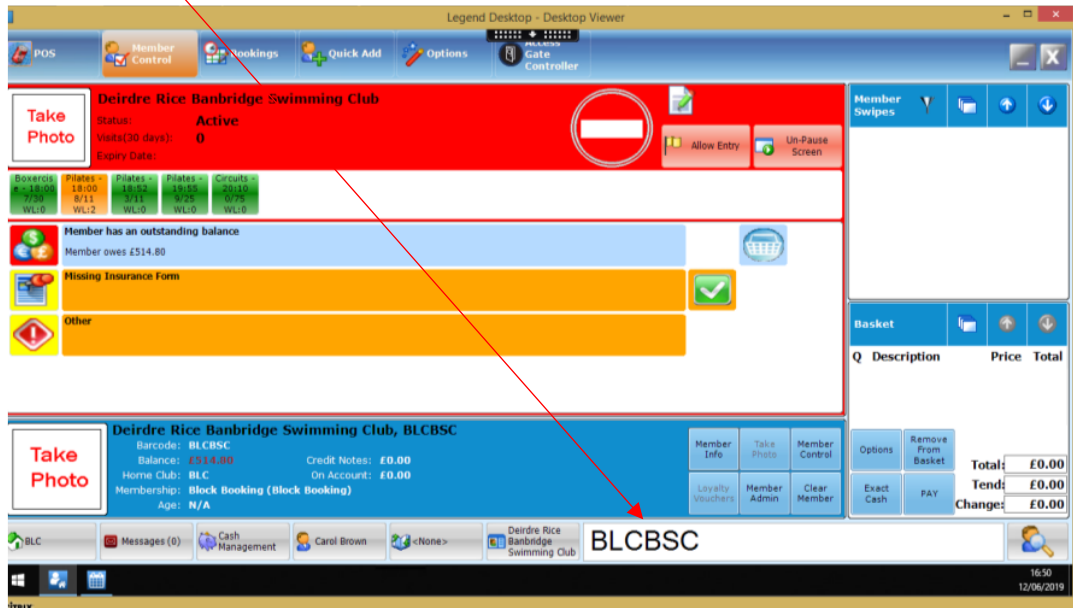 Legend Desktop - Desktop Viewer
POS
Member Control
Bookings
Quick Add
Options
Access Gate Controller
Take Photo
Deirdre Rice Banbridge Swimming Club
Status: Active
Visits(30 days): 0
Expiry Date:
Allow Entry
Un-Pause Screen
Member Swipes
Boxercis e - 18:00 7/30 WL:0
Pilates - 18:00 8/11 WL:2
Pilates - 18:52 3/11 WL:0
Pilates - 19:55 9/25 WL:0
Circuits - 20:10 0/75 WL:0
Member has an outstanding balance
Member owes £514.80
Missing Insurance Form
Other
Basket
Q Description Price Total
Take Photo
Deirdre Rice Banbridge Swimming Club, BLCBSC
Barcode: BLCBSC
Balance: £514.80 Credit Notes: £0.00
Home Club: BLC On Account: £0.00
Membership: Block Booking (Block Booking)
Age: N/A
Member Info
Take Photo
Member Control
Loyalty Vouchers
Member Admin
Clear Member
Options
Remove From Basket
Exact Cash
PAY
Total: £0.00
Tend: £0.00
Change: £0.00
BLC
Messages (0)
Cash Management
Carol Brown
<None>
Deirdre Rice Banbridge Swimming Club
BLCBSC
16:50
12/06/2019